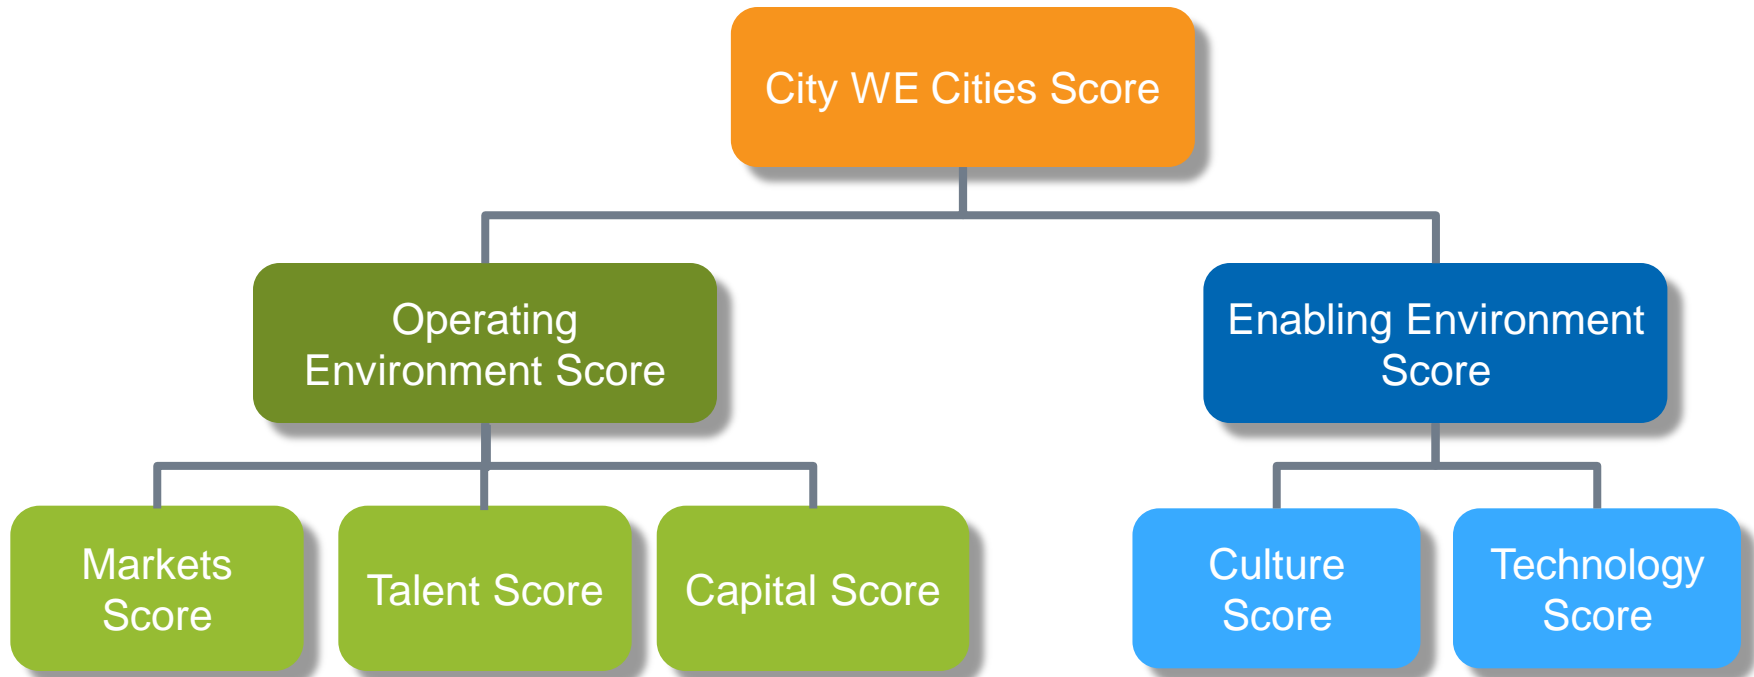 City WE Cities Score
Operating
Environment Score
Enabling Environment
Score
Markets
Score
Talent Score
Capital Score
Culture
Score
Technology
Score